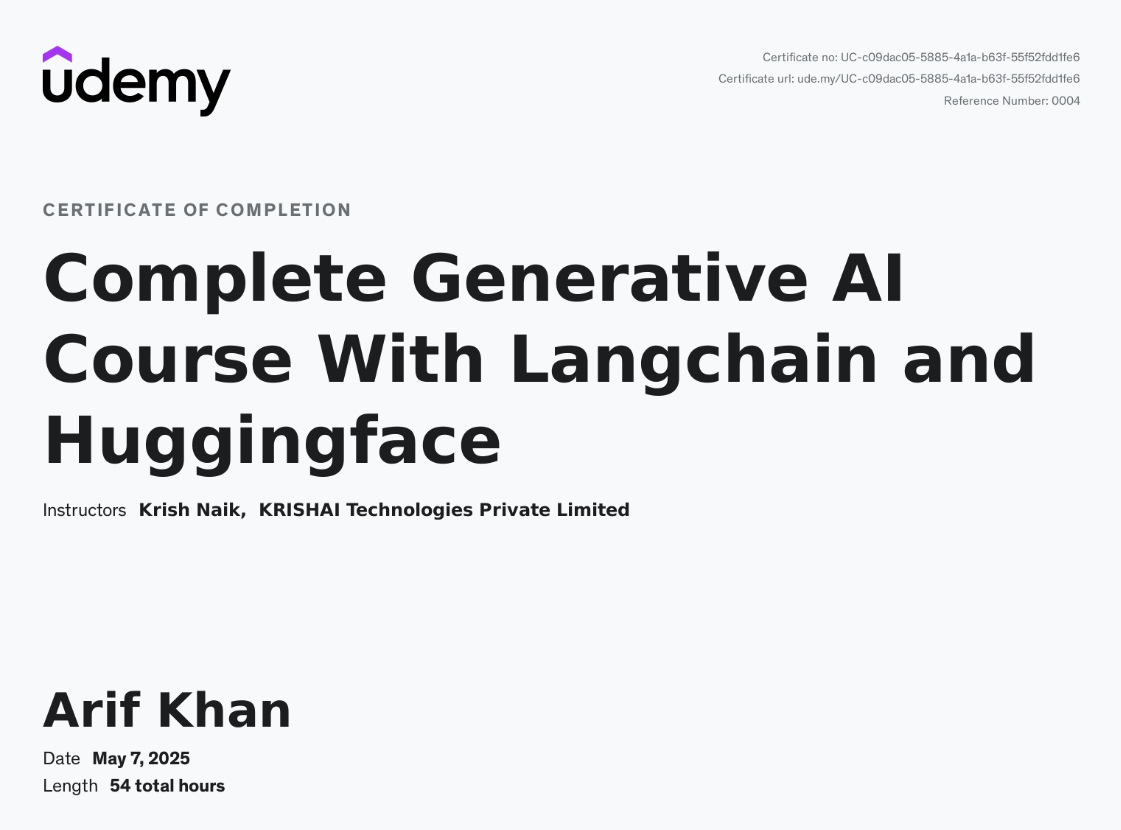 udemy
Certificate no: UC-c09dac05-5885-4a1a-b63f-55f52fdd1fe6
Certificate url: ude.my/UC-c09dac05-5885-4a1a-b63f-55f52fdd1fe6
Reference Number: 0004
CERTIFICATE OF COMPLETION
Complete Generative AI
Course With Langchain and
Huggingface
Instructors Krish Naik, KRISHAI Technologies Private Limited
Arif Khan
Date May 7, 2025
Length 54 total hours